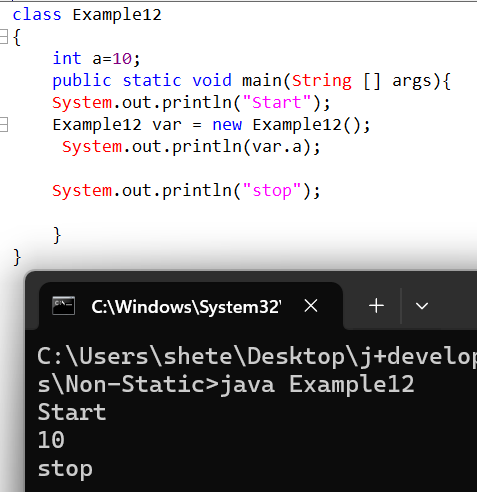 class Example12
{
int a=10;
public static void main(String [] args){
System.out.println("Start");
Example12 var = new Example12();
System.out.println(var.a);
System.out.println("stop");
}
}
C:\Windows\System32\
C:\Users\shete\Desktop\j+develop
s\Non-Static>java Example12
Start
10
stop